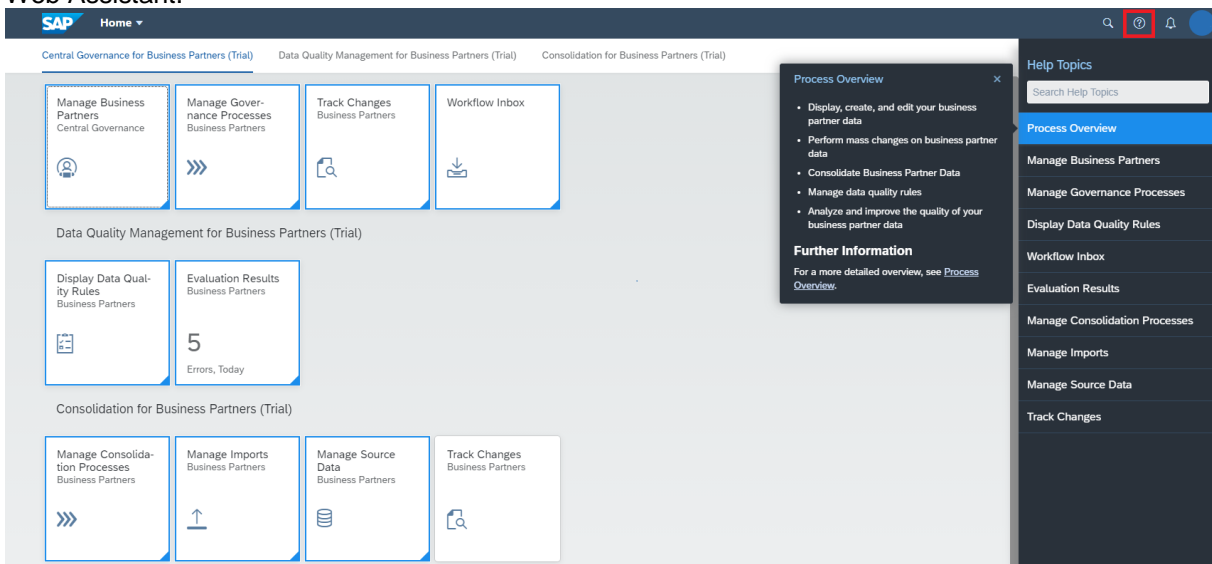 Web Assistant.
SAP Home
Central Governance for Business Partners (Trial) Data Quality Management for Business Partners (Trial) Consolidation for Business Partners (Trial)
Manage Business
Partners
Central Governance
Manage Gover-
nance Processes
Business Partners
Track Changes
Business Partners
Workflow Inbox
Data Quality Management for Business Partners (Trial)
Display Data Qual-
ity Rules
Business Partners
Evaluation Results
Business Partners
5
Errors, Today
Consolidation for Business Partners (Trial)
Manage Consolida-
tion Processes
Business Partners
Manage Imports
Business Partners
Manage Source
Data
Business Partners
Track Changes
Business Partners
Process Overview
• Display, create, and edit your business
partner data
• Perform mass changes on business partner
data
• Consolidate Business Partner Data
• Manage data quality rules
• Analyze and improve the quality of your
business partner data
Further Information
For a more detailed overview, see Process
Overview.
Help Topics
Search Help Topics
Process Overview
Manage Business Partners
Manage Governance Processes
Display Data Quality Rules
Workflow Inbox
Evaluation Results
Manage Consolidation Processes
Manage Imports
Manage Source Data
Track Changes